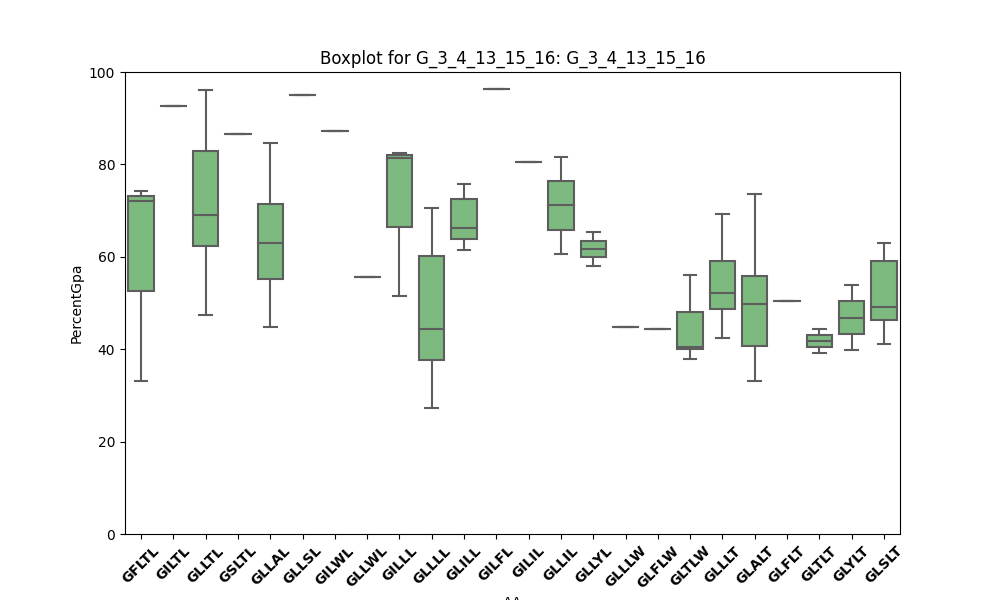 Boxplot for G_3_4_13_15_16: G_3_4_13_15_16
PercentGpa
100
80
60
40
20
0
GFLTL GILTL GLLTL GSLTL GLLAL GLLSL GILWL GLLWL GILLL GLLLL GLILL GILFL GILIL GLLIL GLLYL GLLLW GLFLW GLTLW GLLLT GLALT GLFLT GLTLT GLYLT GLSLT